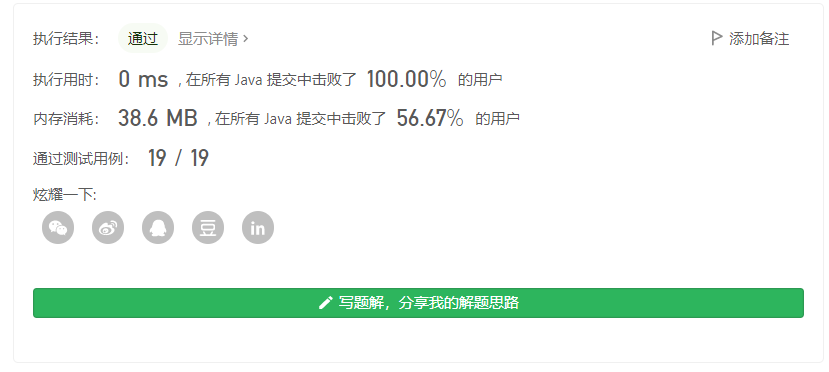 执行结果： 通过 显示详情 › 添加备注
执行用时： 0 ms , 在所有 Java 提交中击败了 100.00% 的用户
内存消耗： 38.6 MB , 在所有 Java 提交中击败了 56.67% 的用户
通过测试用例： 19 / 19
炫耀一下:
豆 in
写题解，分享我的解题思路